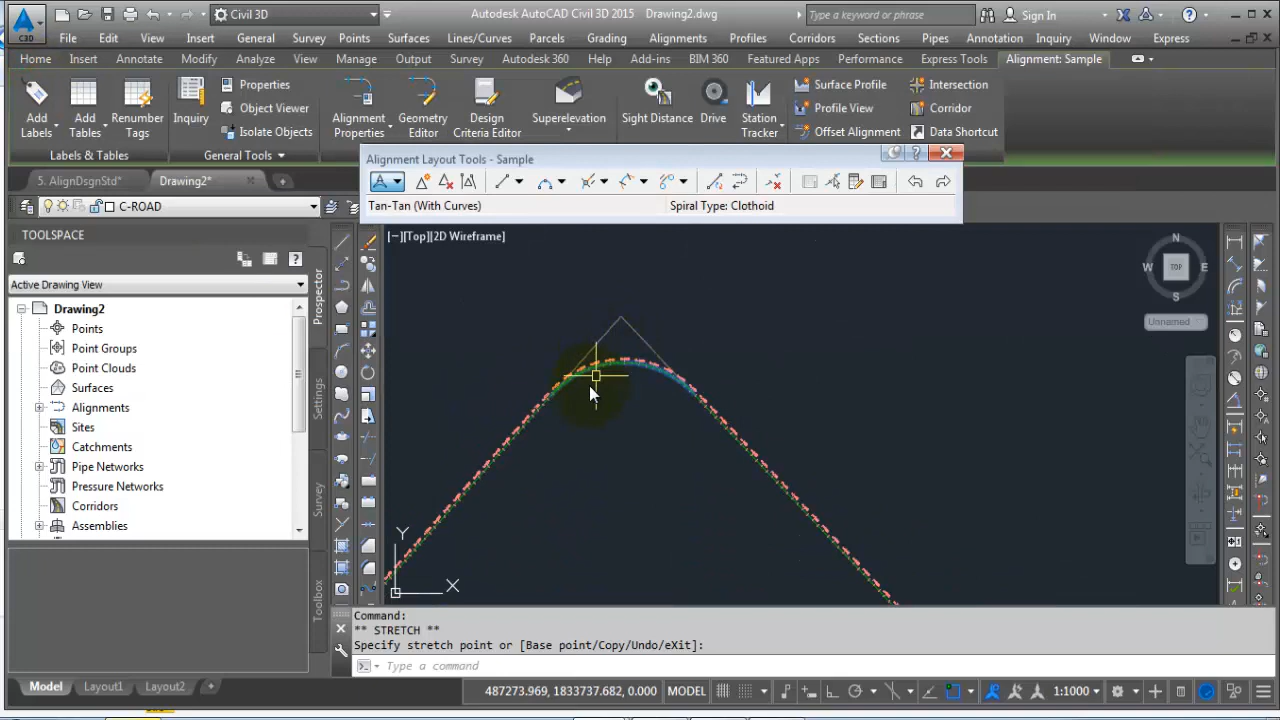 Civil 3D
Autodesk AutoCAD Civil 3D 2015 Drawing2.dwg
Type a keyword or phrase
Sign In
C3D
File Edit View Insert General Survey Points Surfaces Lines/Curves Parcels Grading Alignments Profiles Corridors Sections Pipes Annotation Inquiry Window Express
Home Insert Annotate Modify Analyze View Manage Output Survey Autodesk 360 Help Add-ins BIM 360 Featured Apps Performance Express Tools Alignment: Sample
Add Labels
Add Tables
Renumber Tags
Labels & Tables
Inquiry
Properties
Object Viewer
Isolate Objects
General Tools
Alignment Properties
Geometry Editor
Design Criteria Editor
Superelevation
Sight Distance
Drive
Station Tracker
Surface Profile
Profile View
Offset Alignment
Intersection
Corridor
Data Shortcut
Alignment Layout Tools - Sample
Tan-Tan (With Curves)
Spiral Type: Clothoid
5. AlignDsgnStd*
Drawing2*
C-ROAD
TOOLSPACE
Active Drawing View
Drawing2
Points
Point Groups
Point Clouds
Surfaces
Alignments
Sites
Catchments
Pipe Networks
Pressure Networks
Corridors
Assemblies
Prospector
Settings
Survey
Toolbox
[−][Top][2D Wireframe]
N
W TOP E
S
Unnamed
Y
X
Command:
** STRETCH **
Specify stretch point or [Base point/Copy/Undo/eXit]:
Type a command
Model Layout1 Layout2
487273.969, 1833737.682, 0.000 MODEL
1:1000